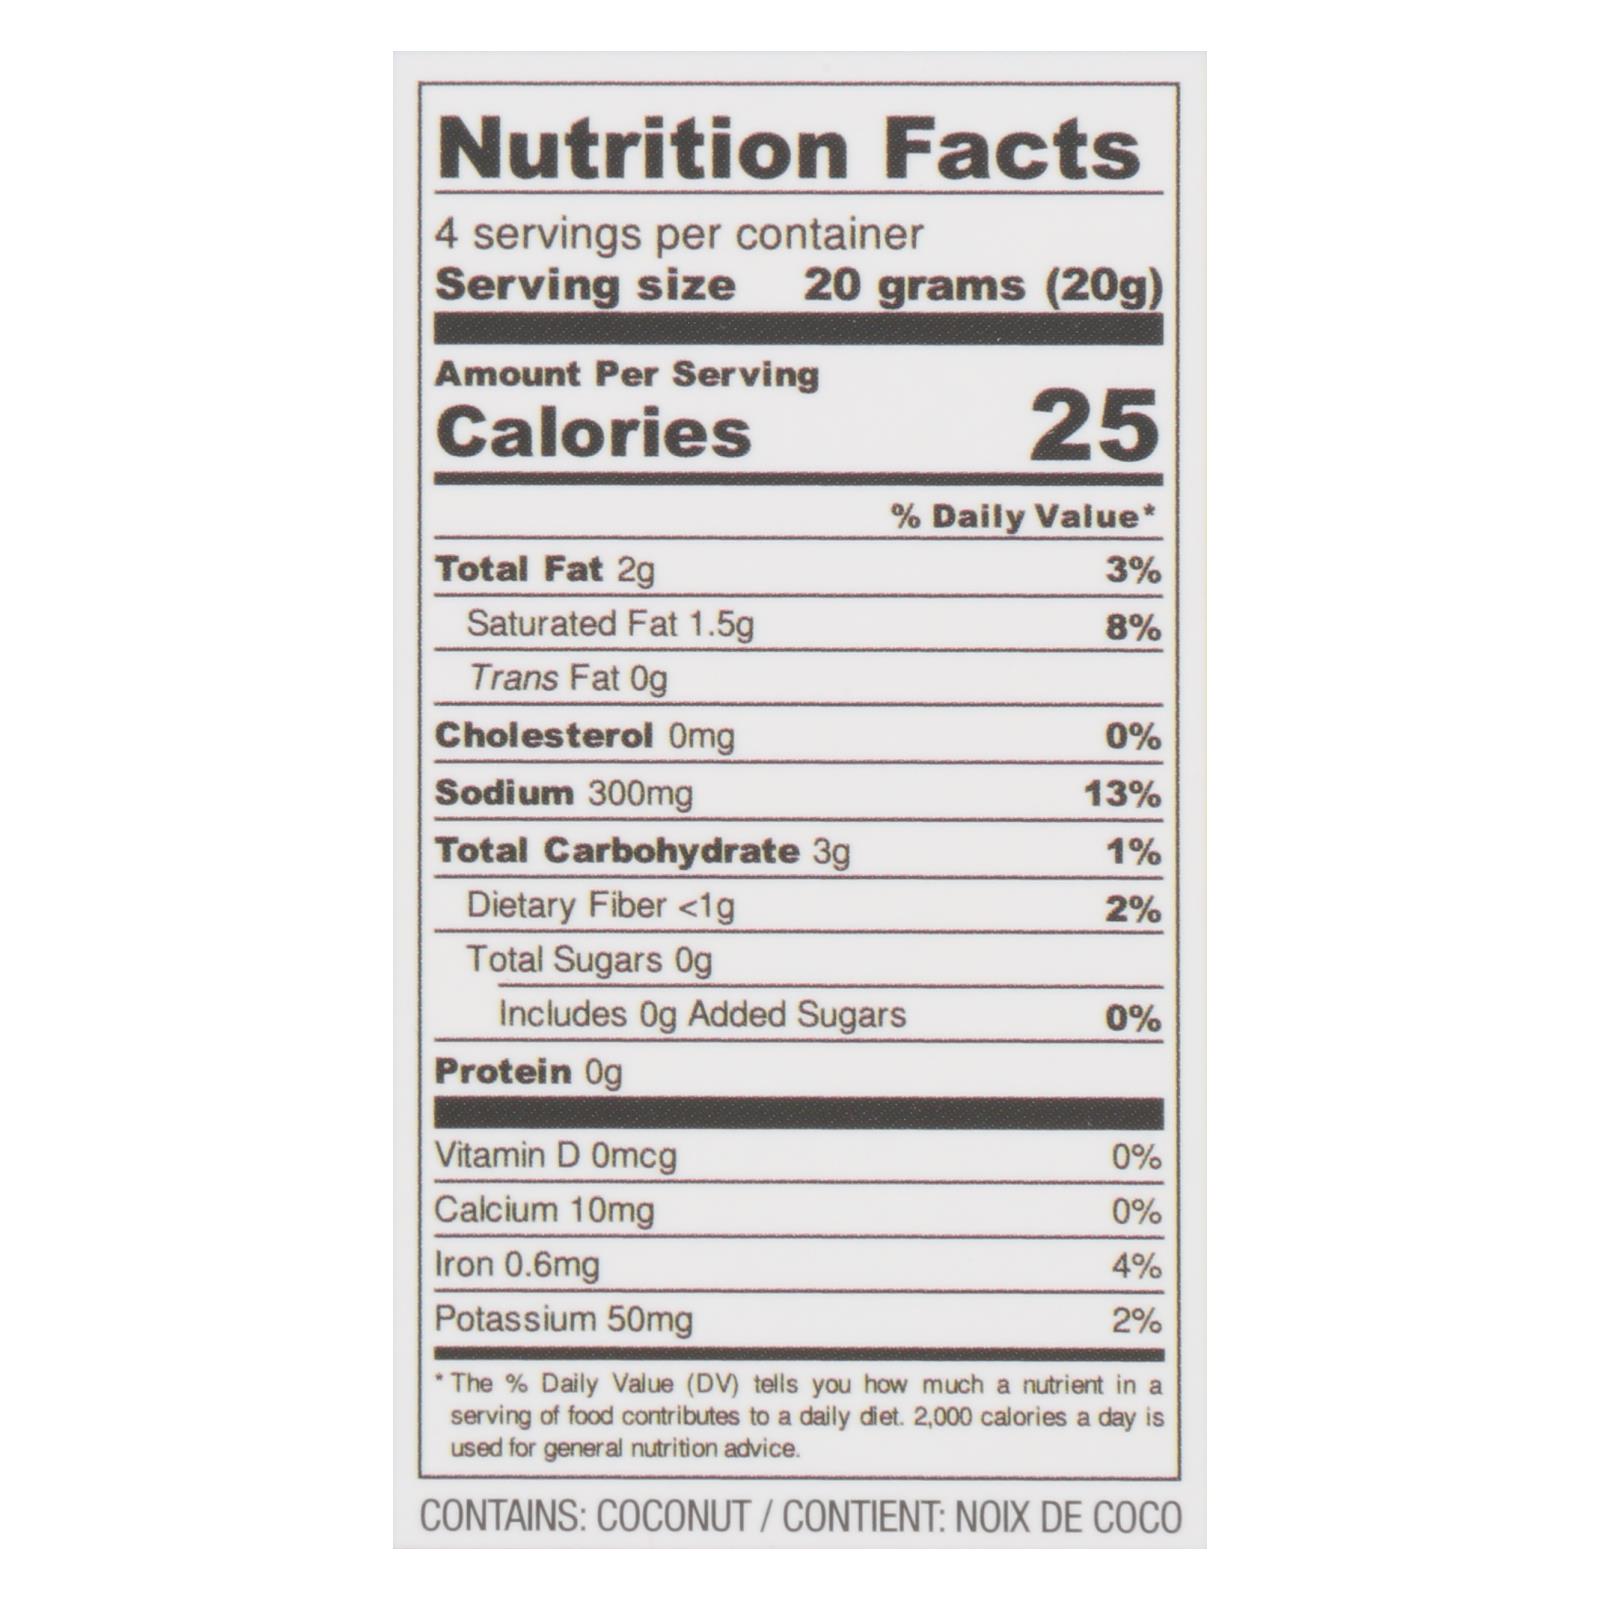 Nutrition Facts
4 servings per container
Serving size 20 grams (20g)
Amount Per Serving
Calories 25
% Daily Value*
Total Fat 2g 3%
Saturated Fat 1.5g 8%
Trans Fat 0g
Cholesterol 0mg 0%
Sodium 300mg 13%
Total Carbohydrate 3g 1%
Dietary Fiber <1g 2%
Total Sugars 0g
Includes 0g Added Sugars 0%
Protein 0g
Vitamin D 0mcg 0%
Calcium 10mg 0%
Iron 0.6mg 4%
Potassium 50mg 2%
* The % Daily Value (DV) tells you how much a nutrient in a
serving of food contributes to a daily diet. 2,000 calories a day is
used for general nutrition advice.
CONTAINS: COCONUT / CONTIENT: NOIX DE COCO